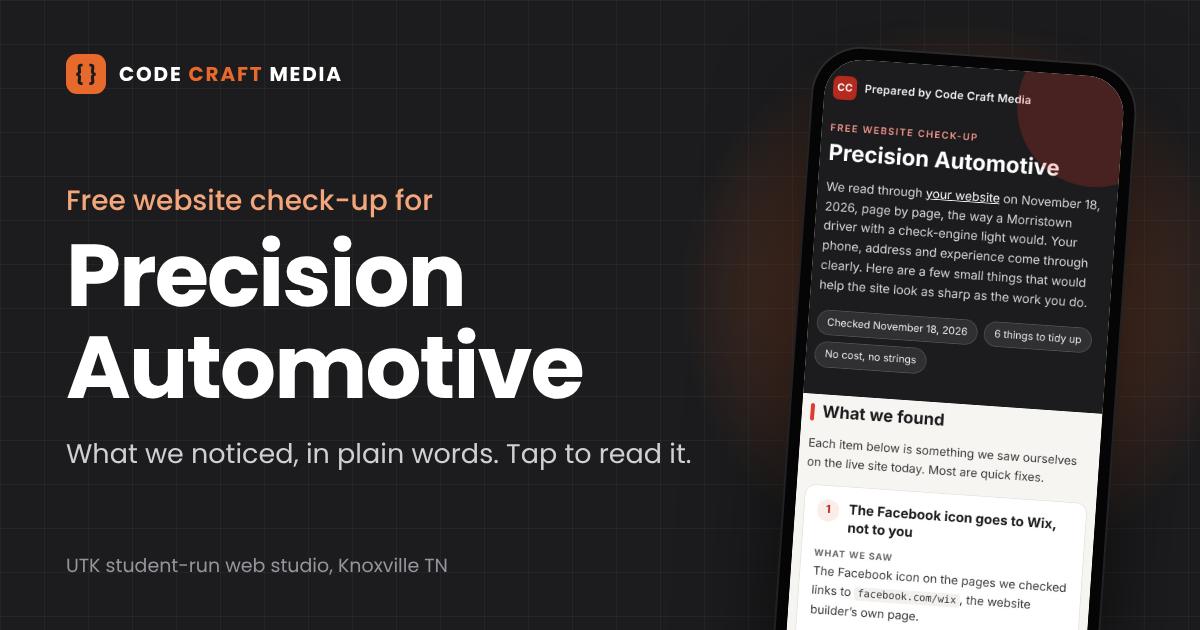 { } CODE CRAFT MEDIA
Free website check-up for
Precision
Automotive
What we noticed, in plain words. Tap to read it.
UTK student-run web studio, Knoxville TN
CC Prepared by Code Craft Media
FREE WEBSITE CHECK-UP
Precision Automotive
We read through your website on November 18,
2026, page by page, the way a Morristown
driver with a check-engine light would. Your
phone, address and experience come through
clearly. Here are a few small things that would
help the site look as sharp as the work you do.
Checked November 18, 2026 6 things to tidy up
No cost, no strings
What we found
Each item below is something we saw ourselves
on the live site today. Most are quick fixes.
1 The Facebook icon goes to Wix,
not to you
WHAT WE SAW
The Facebook icon on the pages we checked
links to facebook.com/wix, the website
builder’s own page.